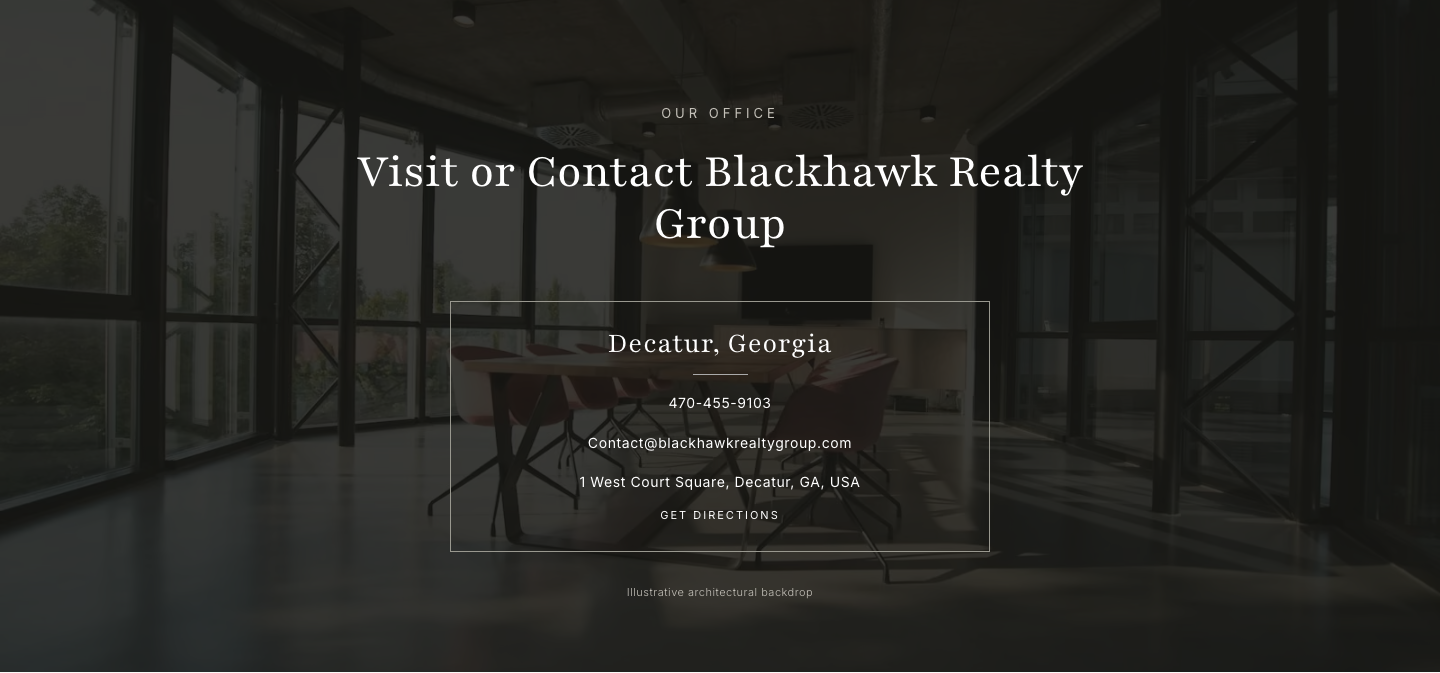 OUR OFFICE
Visit or Contact Blackhawk Realty
Group
Decatur, Georgia
470-455-9103
Contact@blackhawkrealtygroup.com
1 West Court Square, Decatur, GA, USA
GET DIRECTIONS
Illustrative architectural backdrop